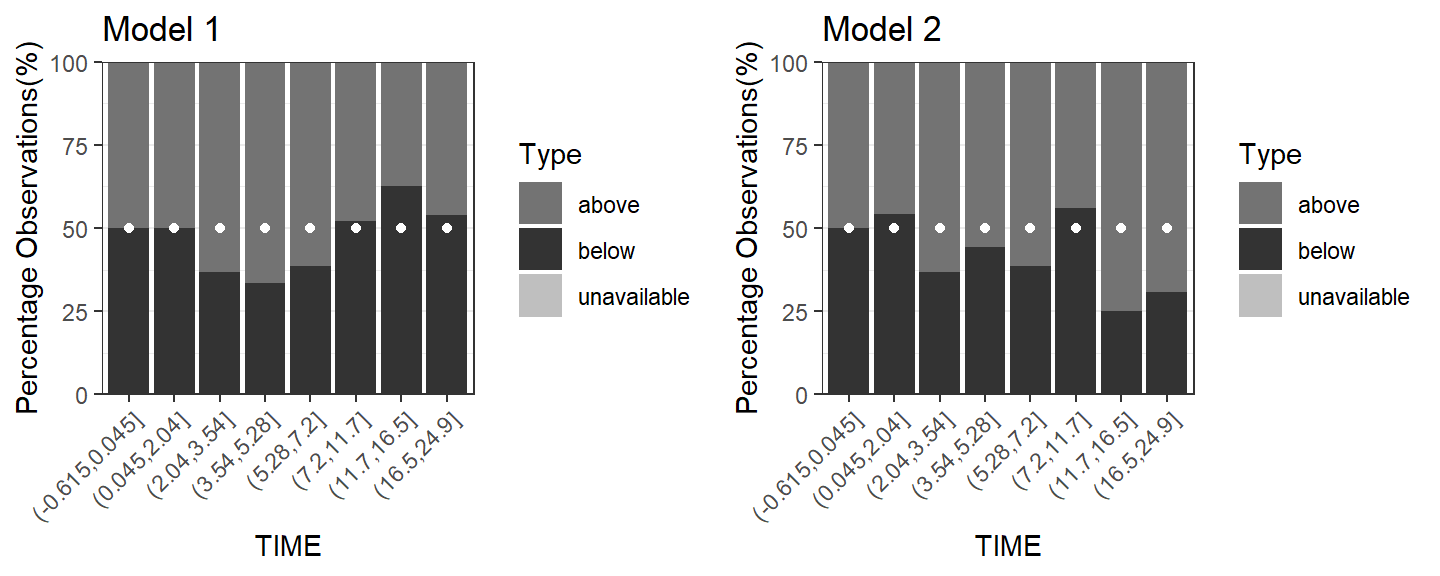 Model 1
Percentage Observations(%)
100
75
50
25
0
(-0.615,0.045]
(0.045,2.04]
(2.04,3.54]
(3.54,5.28]
(5.28,7.2]
(7.2,11.7]
(11.7,16.5]
(16.5,24.9]
TIME
Type
above
below
unavailable
Model 2
Percentage Observations(%)
100
75
50
25
0
(-0.615,0.045]
(0.045,2.04]
(2.04,3.54]
(3.54,5.28]
(5.28,7.2]
(7.2,11.7]
(11.7,16.5]
(16.5,24.9]
TIME
Type
above
below
unavailable